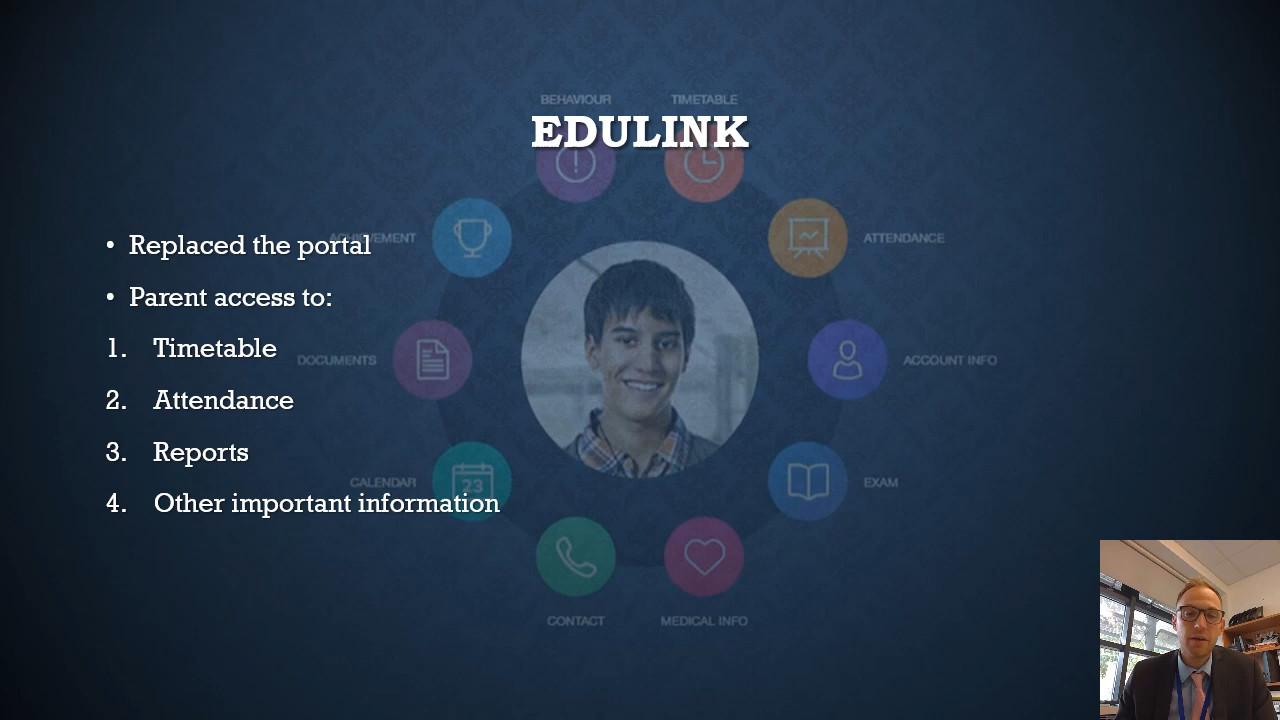 BEHAVIOUR TIMETABLE
EDULINK
ACHIEVEMENT
ATTENDANCE
• Replaced the portal
• Parent access to:
1. Timetable
DOCUMENTS
ACCOUNT INFO
2. Attendance
3. Reports
CALENDAR
23
EXAM
4. Other important information
CONTACT
MEDICAL INFO